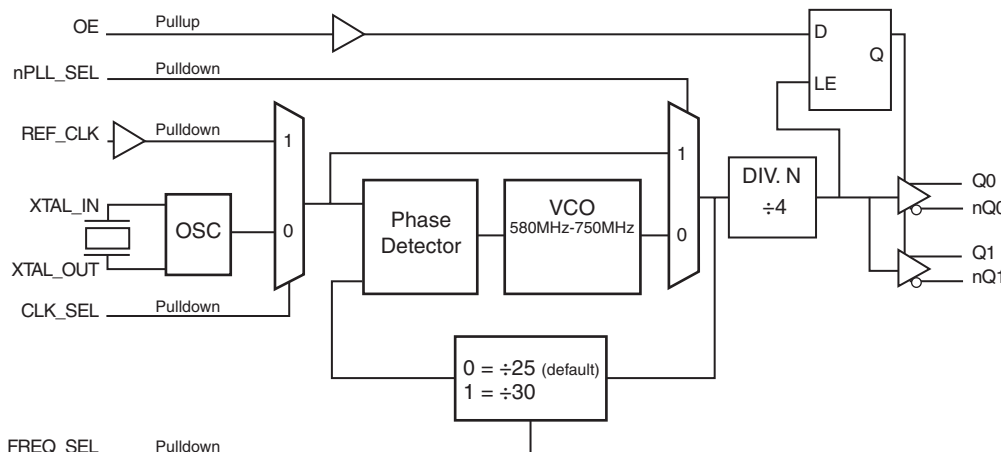 OE Pullup
D
Q
nPLL_SEL Pulldown
LE
REF_CLK Pulldown
1
1
DIV. N
÷4
Q0
nQ0
XTAL_IN
OSC
0
Phase
Detector
VCO
580MHz-750MHz
0
XTAL_OUT
Q1
nQ1
CLK_SEL Pulldown
0 = ÷25 (default)
1 = ÷30
FREQ_SEL Pulldown